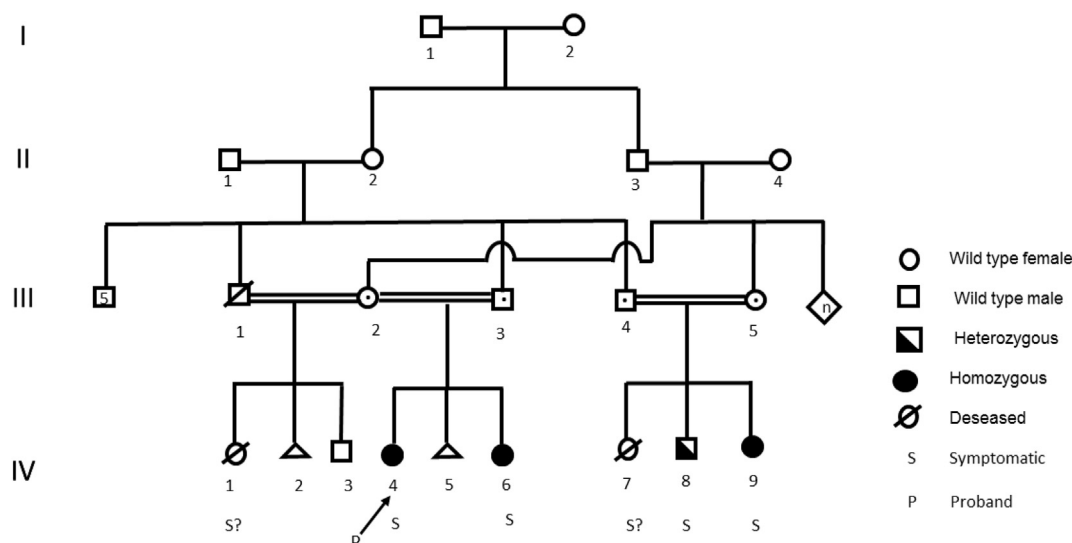 I
1 2
II
1 2 3 4
5
n
III
1 2 3 4 5
IV
1 2 3 4 5 6 7 8 9
S? P S S S? S S
Wild type female
Wild type male
Heterozygous
Homozygous
Deseased
S Symptomatic
P Proband